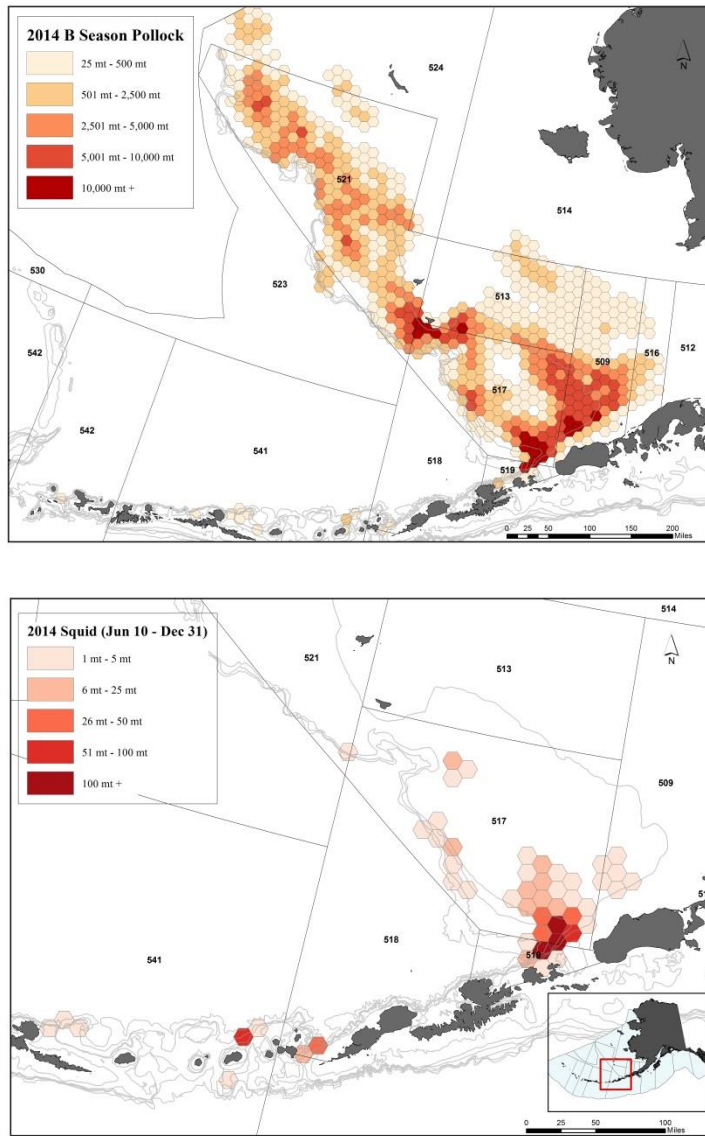 2014 B Season Pollock
25 mt - 500 mt
501 mt - 2,500 mt
2,501 mt - 5,000 mt
5,001 mt - 10,000 mt
10,000 mt +
524
N
521
514
530
523
513
542
517
509
516
512
542
541
518
519
0 25 50 100 150 200
Miles
2014 Squid (Jun 10 - Dec 31)
1 mt - 5 mt
6 mt - 25 mt
26 mt - 50 mt
51 mt - 100 mt
100 mt +
514
521
513
N
509
517
51
518
519
541
0 25 50 100
Miles